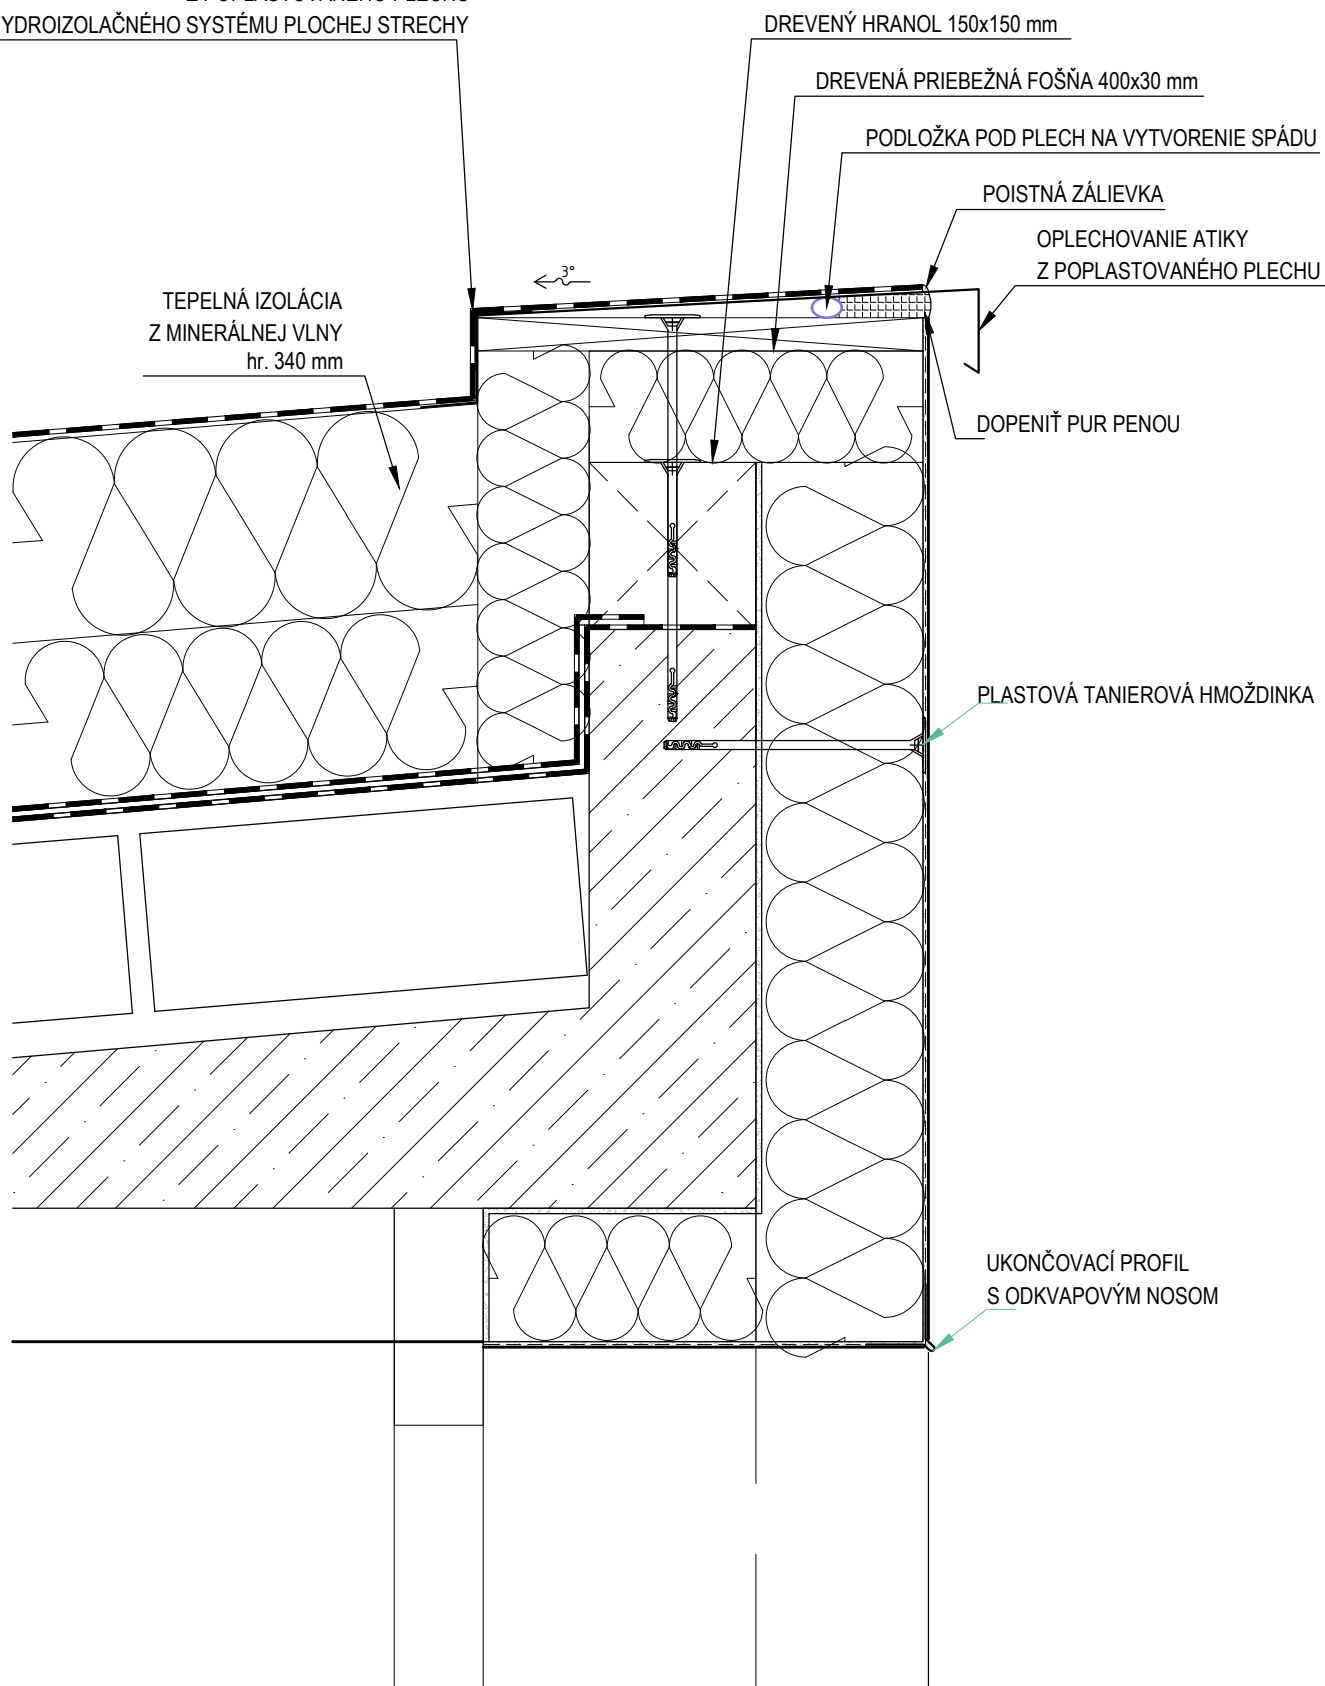 YDROIZOLAČNÉHO SYSTÉMU PLOCHEJ STRECHY
DREVENÝ HRANOL 150x150 mm
DREVENÁ PRIEBEŽNÁ FOŠŇA 400x30 mm
PODLOŽKA POD PLECH NA VYTVORENIE SPÁDU
POISTNÁ ZÁLIEVKA
OPLECHOVANIE ATIKY
Z POPLASTOVANÉHO PLECHU
3°
TEPELNÁ IZOLÁCIA
Z MINERÁLNEJ VLNY
hr. 340 mm
DOPENIŤ PUR PENOU
PLASTOVÁ TANIEROVÁ HMOŽDINKA
UKONČOVACÍ PROFIL
S ODKVAPOVÝM NOSOM